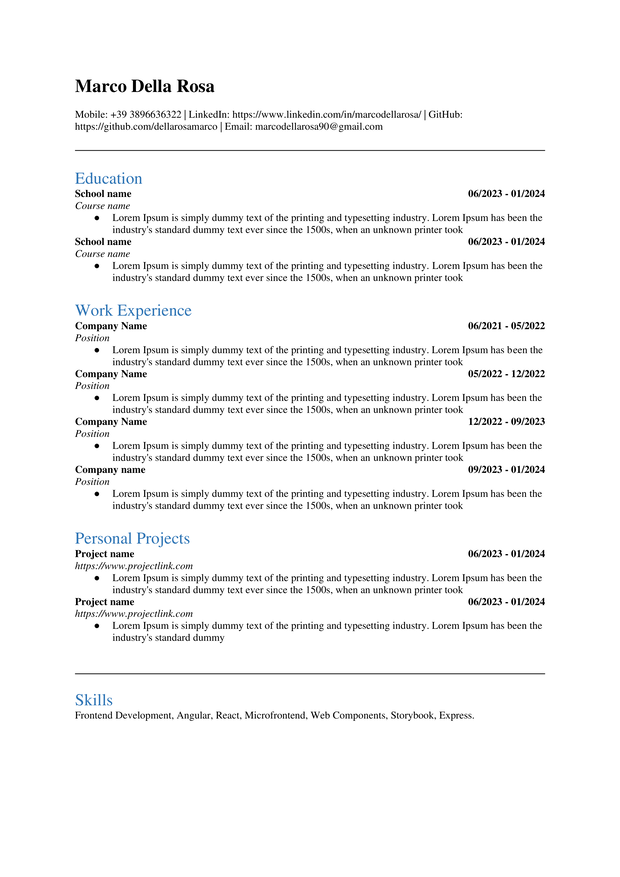 Marco Della Rosa
Mobile: +39 3896636322 | LinkedIn: https://www.linkedin.com/in/marcodellarosa/ | GitHub:
https://github.com/dellarosamarco | Email: marcodellarosa90@gmail.com
Education
School name 06/2023 - 01/2024
Course name
● Lorem Ipsum is simply dummy text of the printing and typesetting industry. Lorem Ipsum has been the
industry's standard dummy text ever since the 1500s, when an unknown printer took
School name 06/2023 - 01/2024
Course name
● Lorem Ipsum is simply dummy text of the printing and typesetting industry. Lorem Ipsum has been the
industry's standard dummy text ever since the 1500s, when an unknown printer took
Work Experience
Company Name 06/2021 - 05/2022
Position
● Lorem Ipsum is simply dummy text of the printing and typesetting industry. Lorem Ipsum has been the
industry's standard dummy text ever since the 1500s, when an unknown printer took
Company Name 05/2022 - 12/2022
Position
● Lorem Ipsum is simply dummy text of the printing and typesetting industry. Lorem Ipsum has been the
industry's standard dummy text ever since the 1500s, when an unknown printer took
Company Name 12/2022 - 09/2023
Position
● Lorem Ipsum is simply dummy text of the printing and typesetting industry. Lorem Ipsum has been the
industry's standard dummy text ever since the 1500s, when an unknown printer took
Company name 09/2023 - 01/2024
Position
● Lorem Ipsum is simply dummy text of the printing and typesetting industry. Lorem Ipsum has been the
industry's standard dummy text ever since the 1500s, when an unknown printer took
Personal Projects
Project name 06/2023 - 01/2024
https://www.projectlink.com
● Lorem Ipsum is simply dummy text of the printing and typesetting industry. Lorem Ipsum has been the
industry's standard dummy text ever since the 1500s, when an unknown printer took
Project name 06/2023 - 01/2024
https://www.projectlink.com
● Lorem Ipsum is simply dummy text of the printing and typesetting industry. Lorem Ipsum has been the
industry's standard dummy
Skills
Frontend Development, Angular, React, Microfrontend, Web Components, Storybook, Express.